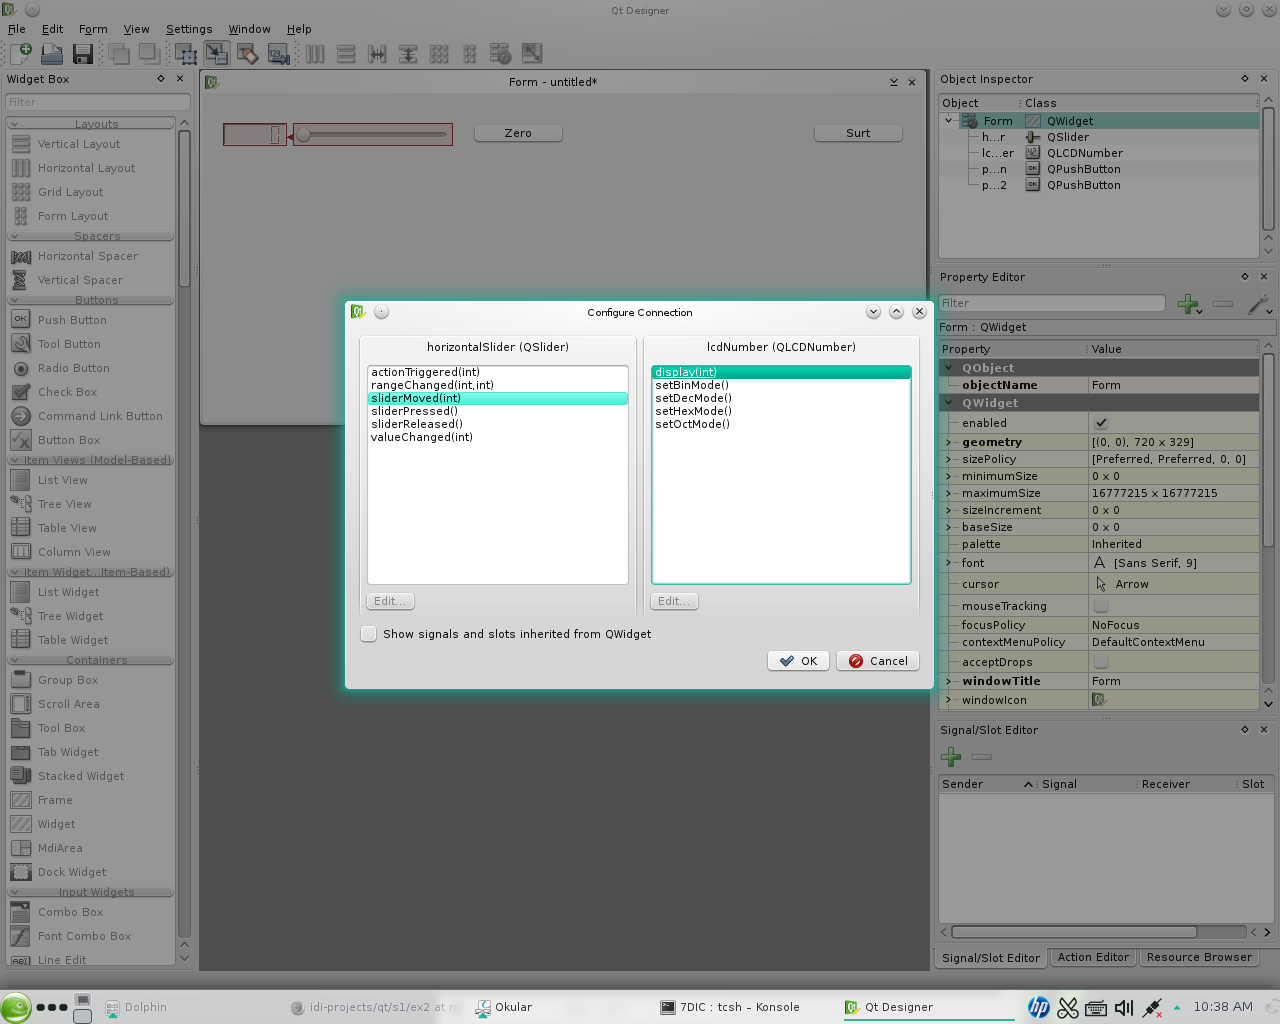 Qt Designer
File Edit Form View Settings Window Help
Widget Box
Filter
Layouts
Vertical Layout
Horizontal Layout
Grid Layout
Form Layout
Spacers
Horizontal Spacer
Vertical Spacer
Buttons
Push Button
Tool Button
Radio Button
Check Box
Command Link Button
Button Box
Item Views (Model-Based)
List View
Tree View
Table View
Column View
Item Widget...Item-Based)
List Widget
Tree Widget
Table Widget
Containers
Group Box
Scroll Area
Tool Box
Tab Widget
Stacked Widget
Frame
Widget
MdiArea
Dock Widget
Input Widgets
Combo Box
Font Combo Box
Line Edit
Form - untitled*
0 Zero Surt
Configure Connection
horizontalSlider (QSlider)
actionTriggered(int)
rangeChanged(int,int)
sliderMoved(int)
sliderPressed()
sliderReleased()
valueChanged(int)
Edit...
lcdNumber (QLCDNumber)
display(int)
setBinMode()
setDecMode()
setHexMode()
setOctMode()
Edit...
Show signals and slots inherited from QWidget
OK Cancel
Object Inspector
Object Class
Form QWidget
h...r QSlider
lc...er QLCDNumber
p...n QPushButton
p...2 QPushButton
Property Editor
Filter
Form : QWidget
Property Value
QObject
objectName Form
QWidget
enabled
geometry [(0, 0), 720 x 329]
sizePolicy [Preferred, Preferred, 0, 0]
minimumSize 0 x 0
maximumSize 16777215 x 16777215
sizeIncrement 0 x 0
baseSize 0 x 0
palette Inherited
font A [Sans Serif, 9]
cursor Arrow
mouseTracking
focusPolicy NoFocus
contextMenuPolicy DefaultContextMenu
acceptDrops
windowTitle Form
windowIcon
Signal/Slot Editor
Sender Signal Receiver Slot
Signal/Slot Editor Action Editor Resource Browser
Dolphin idi-projects/qt/s1/ex2 at Okular 7DIC : tcsh – Konsole Qt Designer hp 10:38 AM